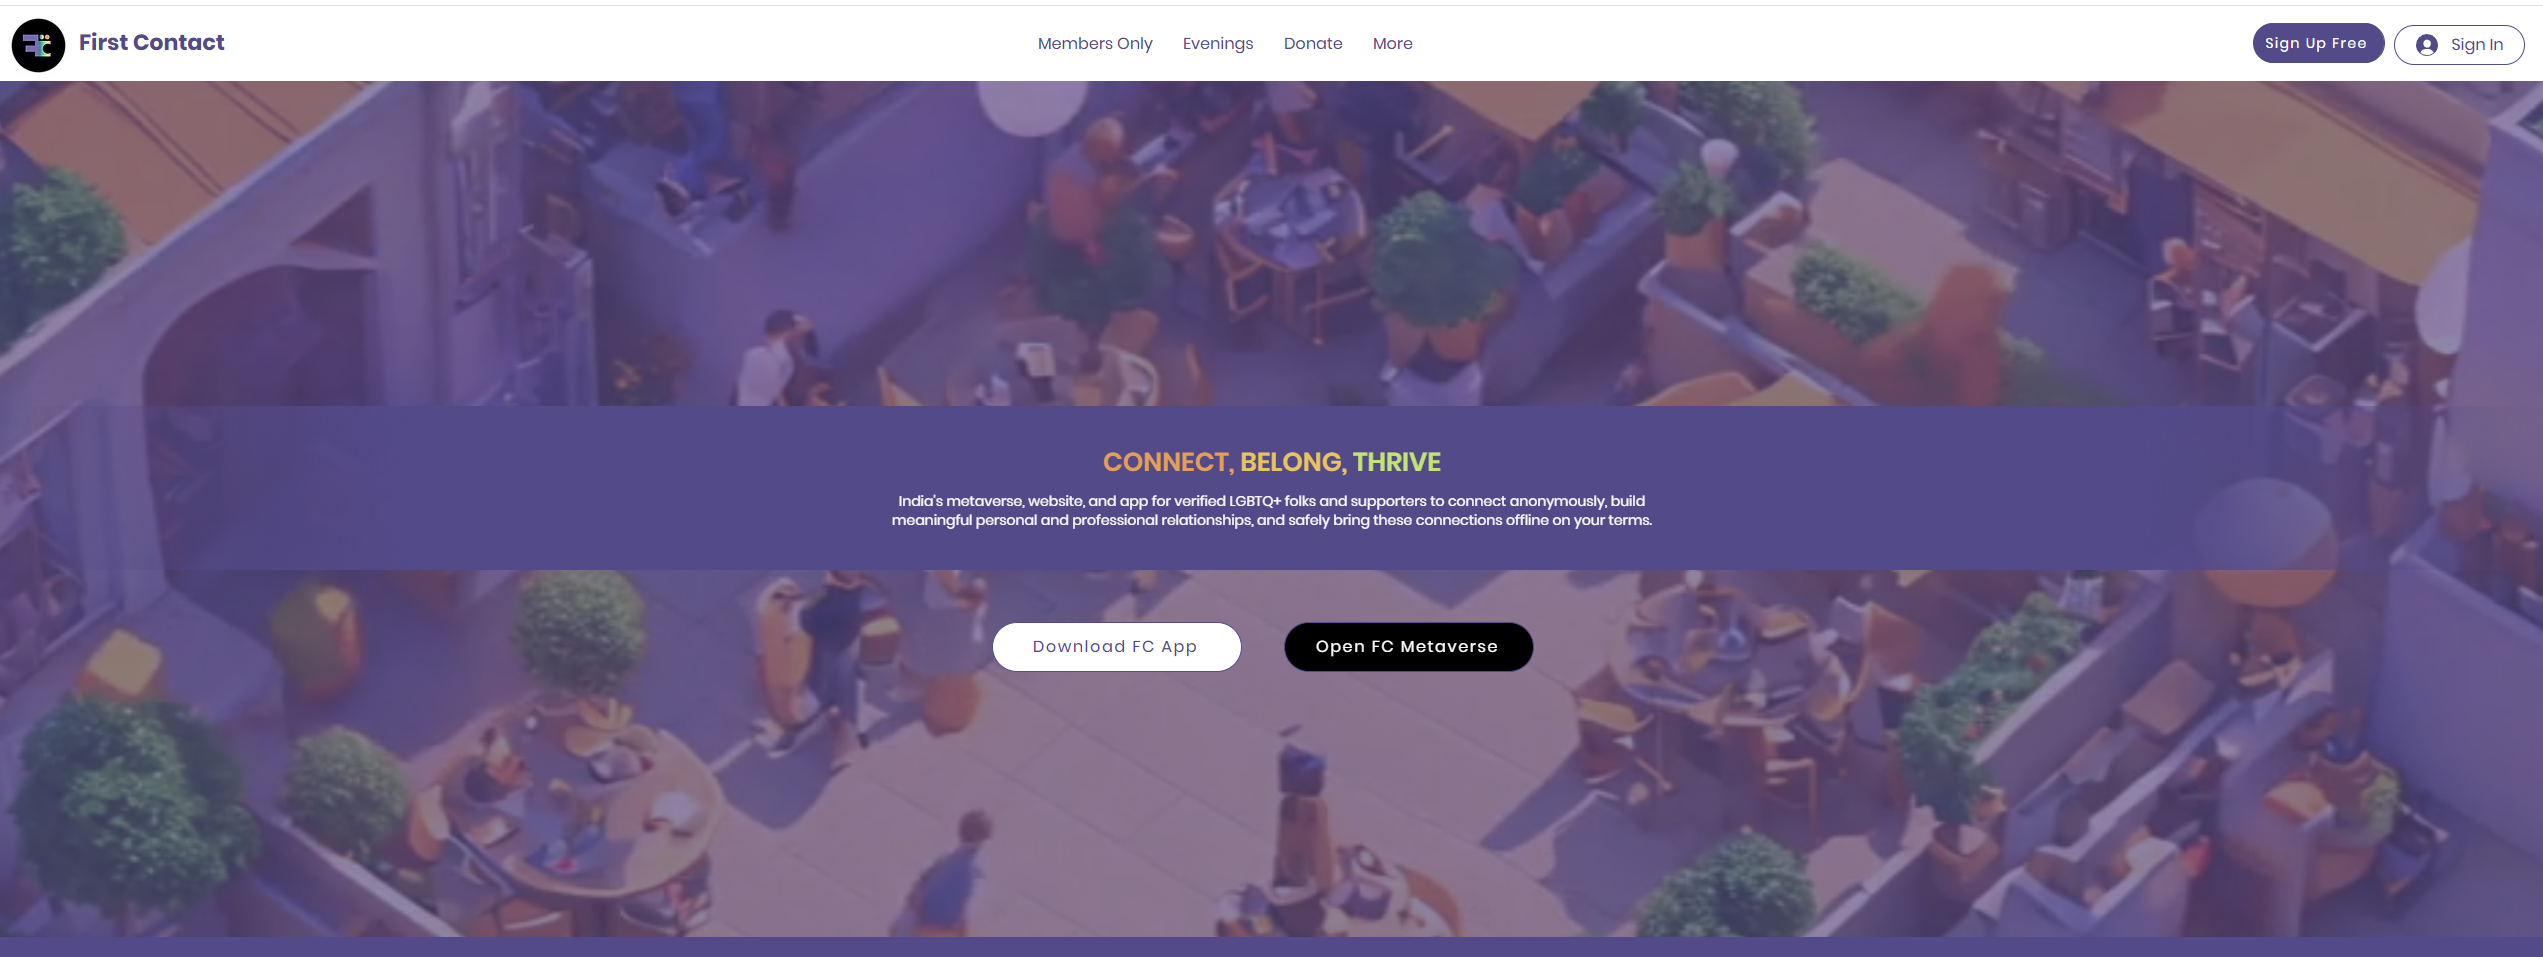 FC
First Contact
Members Only
Evenings
Donate
More
Sign Up Free
Sign In
CONNECT, BELONG, THRIVE
India's metaverse, website, and app for verified LGBTQ+ folks and supporters to connect anonymously, build
meaningful personal and professional relationships, and safely bring these connections offline on your terms.
Download FC App
Open FC Metaverse